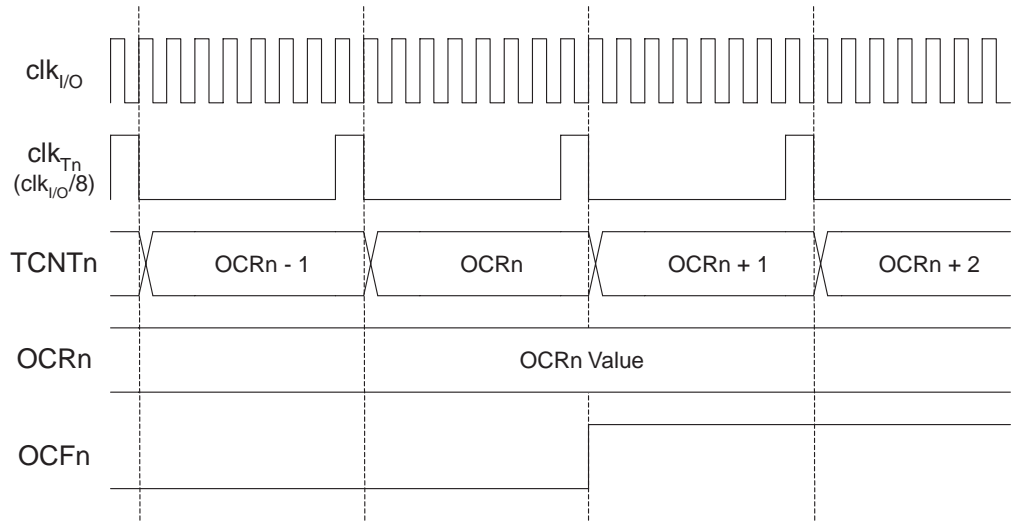 clkI/O
clkTn
(clkI/O/8)
TCNTn
OCRn - 1
OCRn
OCRn + 1
OCRn + 2
OCRn
OCRn Value
OCFn